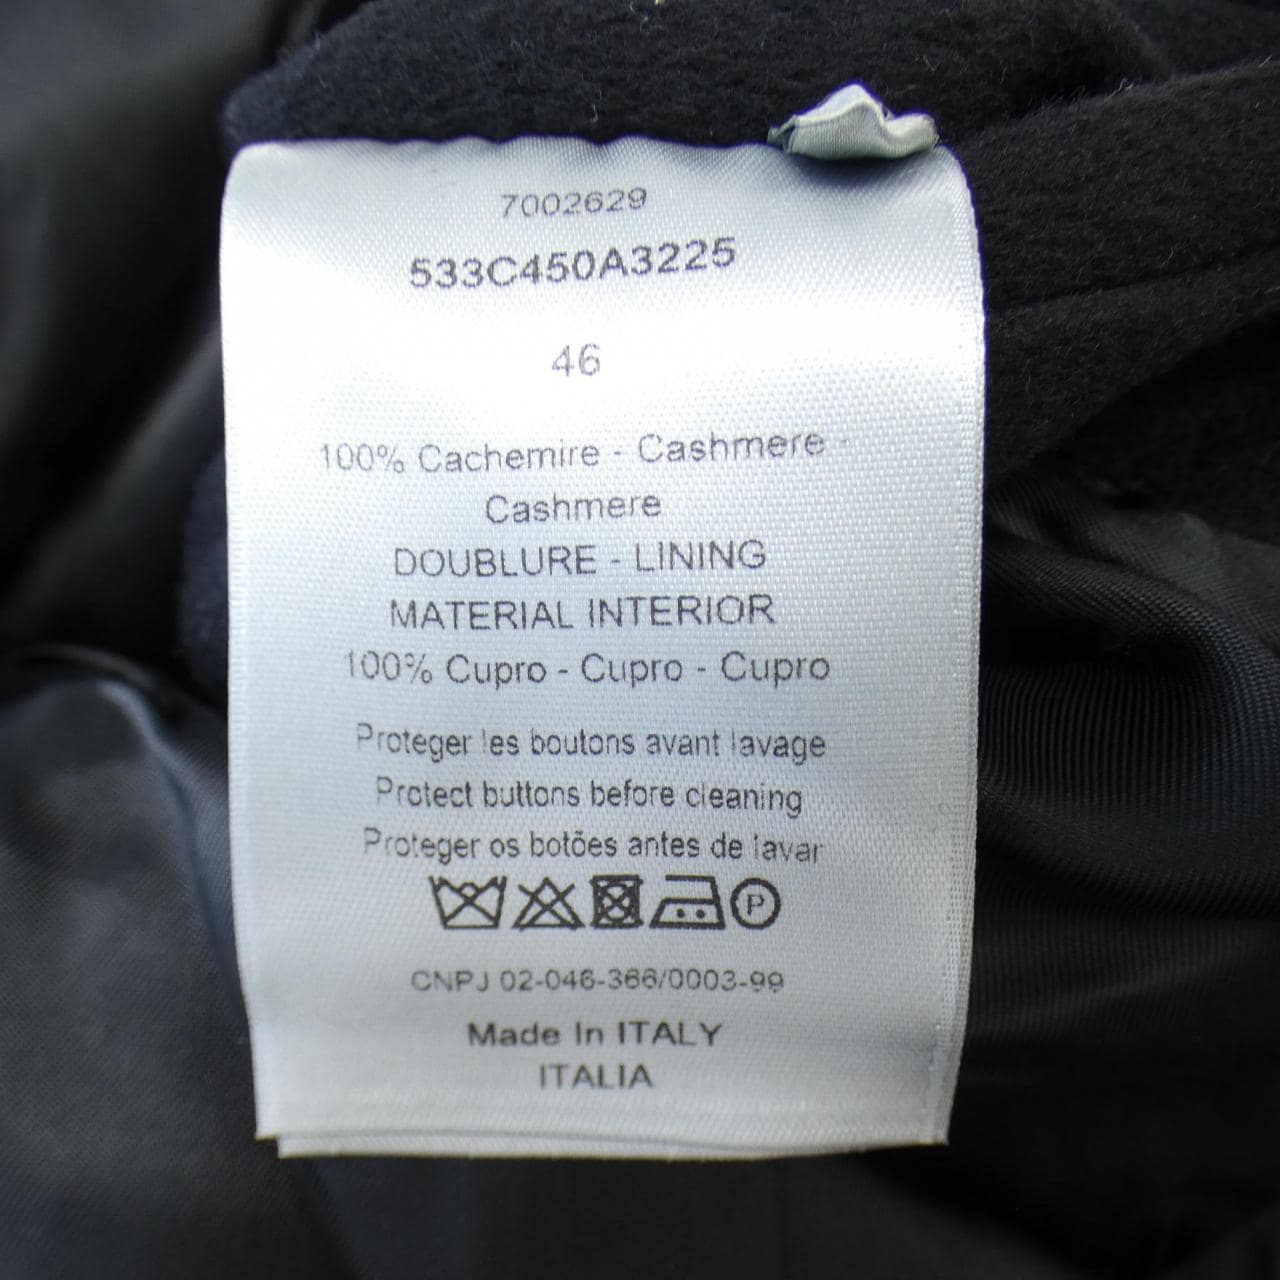 7002629
533C450A3225
46
100% Cachemire - Cashmere -
Cashmere
DOUBLURE - LINING
MATERIAL INTERIOR
100% Cupro - Cupro - Cupro
Proteger les boutons avant lavage
Protect buttons before cleaning
Proteger os botões antes de lavar
P
CNPJ 02-046-366/0003-99
Made In ITALY
ITALIA